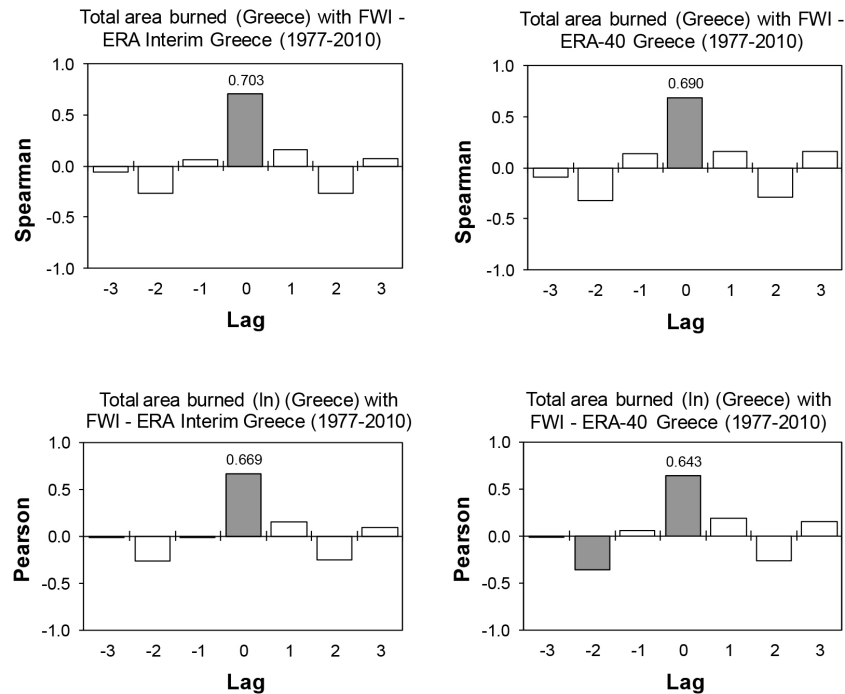 Total area burned (Greece) with FWI -
ERA Interim Greece (1977-2010)
1.0
0.5
0.0
-0.5
-1.0
Spearman
0.703
-3 -2 -1 0 1 2 3
Lag
Total area burned (Greece) with FWI -
ERA-40 Greece (1977-2010)
1.0
0.5
0.0
-0.5
-1.0
Spearman
0.690
-3 -2 -1 0 1 2 3
Lag
Total area burned (ln) (Greece) with
FWI - ERA Interim Greece (1977-2010)
1.0
0.5
0.0
-0.5
-1.0
Pearson
0.669
-3 -2 -1 0 1 2 3
Lag
Total area burned (ln) (Greece) with
FWI - ERA-40 Greece (1977-2010)
1.0
0.5
0.0
-0.5
-1.0
Pearson
0.643
-3 -2 -1 0 1 2 3
Lag